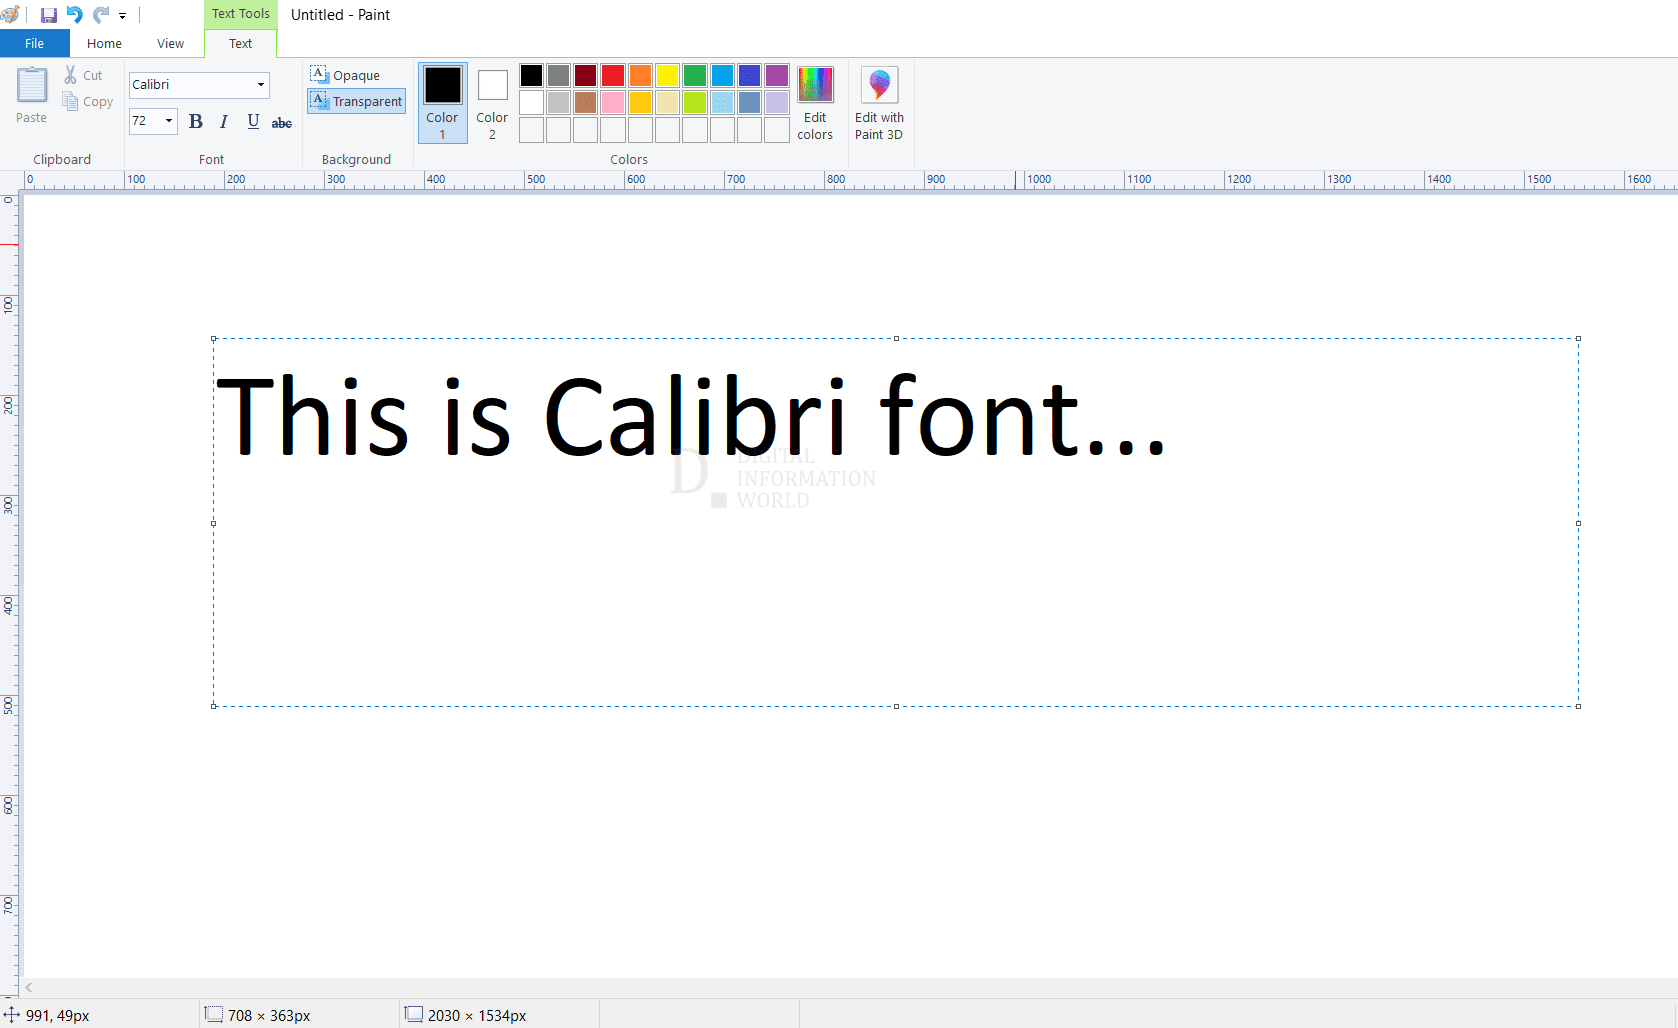 Text Tools
Untitled - Paint
File
Home
View
Text
Paste
Cut
Copy
Clipboard
Calibri
72
B I U abc
Font
A Opaque
A Transparent
Background
Color 1
Color 2
Edit colors
Colors
Edit with Paint 3D
0 100 200 300 400 500 600 700 800 900 1000 1100 1200 1300 1400 1500 1600
0
100
200
300
400
500
600
700
This is Calibri font...
D.
DIGITAL
INFORMATION
WORLD
991, 49px
708 × 363px
2030 × 1534px